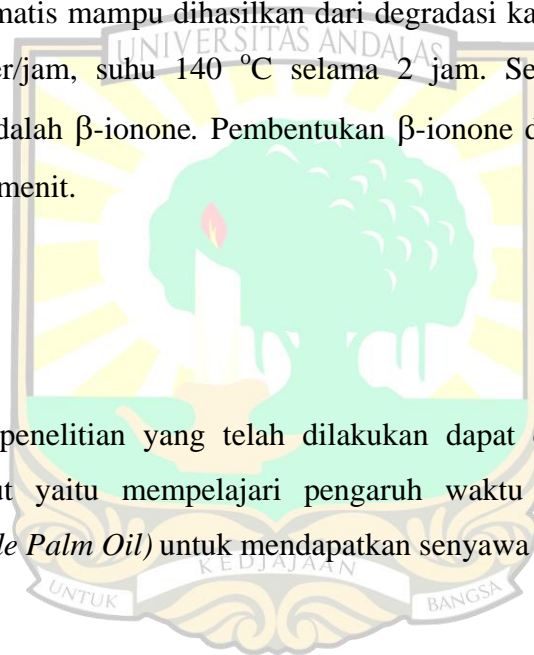 matis mampu dihasilkan dari degradasi ka
UNIVERSITAS ANDALAS
er/jam, suhu 140 °C selama 2 jam. Se
dalah β-ionone. Pembentukan β-ionone d
menit.
penelitian yang telah dilakukan dapat
ut yaitu mempelajari pengaruh waktu
de Palm Oil) untuk mendapatkan senyawa
UNTUK KEDJAJAAN BANGSA